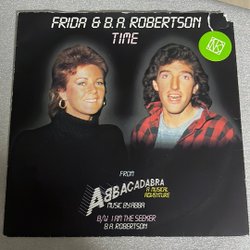 FRIDA & B.A. ROBERTSON
TIME
FROM
ABBACADABRA
A MUSICAL
ADVENTURE
MUSIC BY ABBA
B/W I AM THE SEEKER
B.A. ROBERTSON